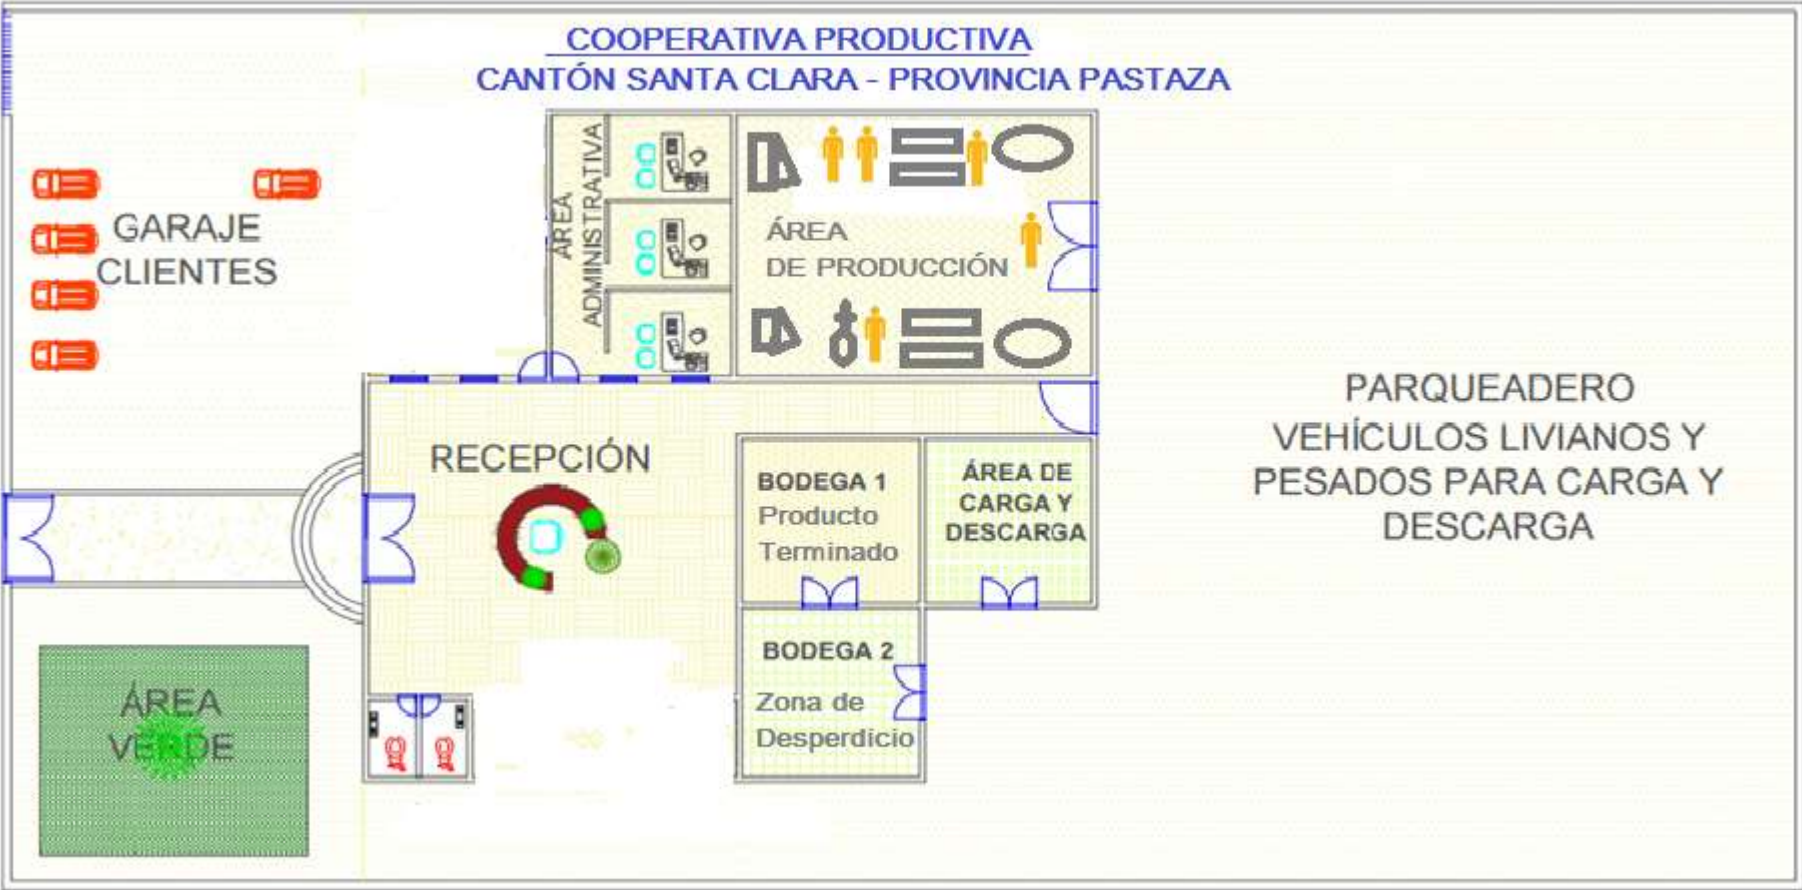 COOPERATIVA PRODUCTIVA
CANTÓN SANTA CLARA - PROVINCIA PASTAZA
GARAJE
CLIENTES
ÁREA
ADMINISTRATIVA
ÁREA
DE PRODUCCIÓN
PARQUEADERO
VEHÍCULOS LIVIANOS Y
PESADOS PARA CARGA Y
DESCARGA
RECEPCIÓN
BODEGA 1
Producto
Terminado
ÁREA DE
CARGA Y
DESCARGA
BODEGA 2
Zona de
Desperdicio
ÁREA
VERDE